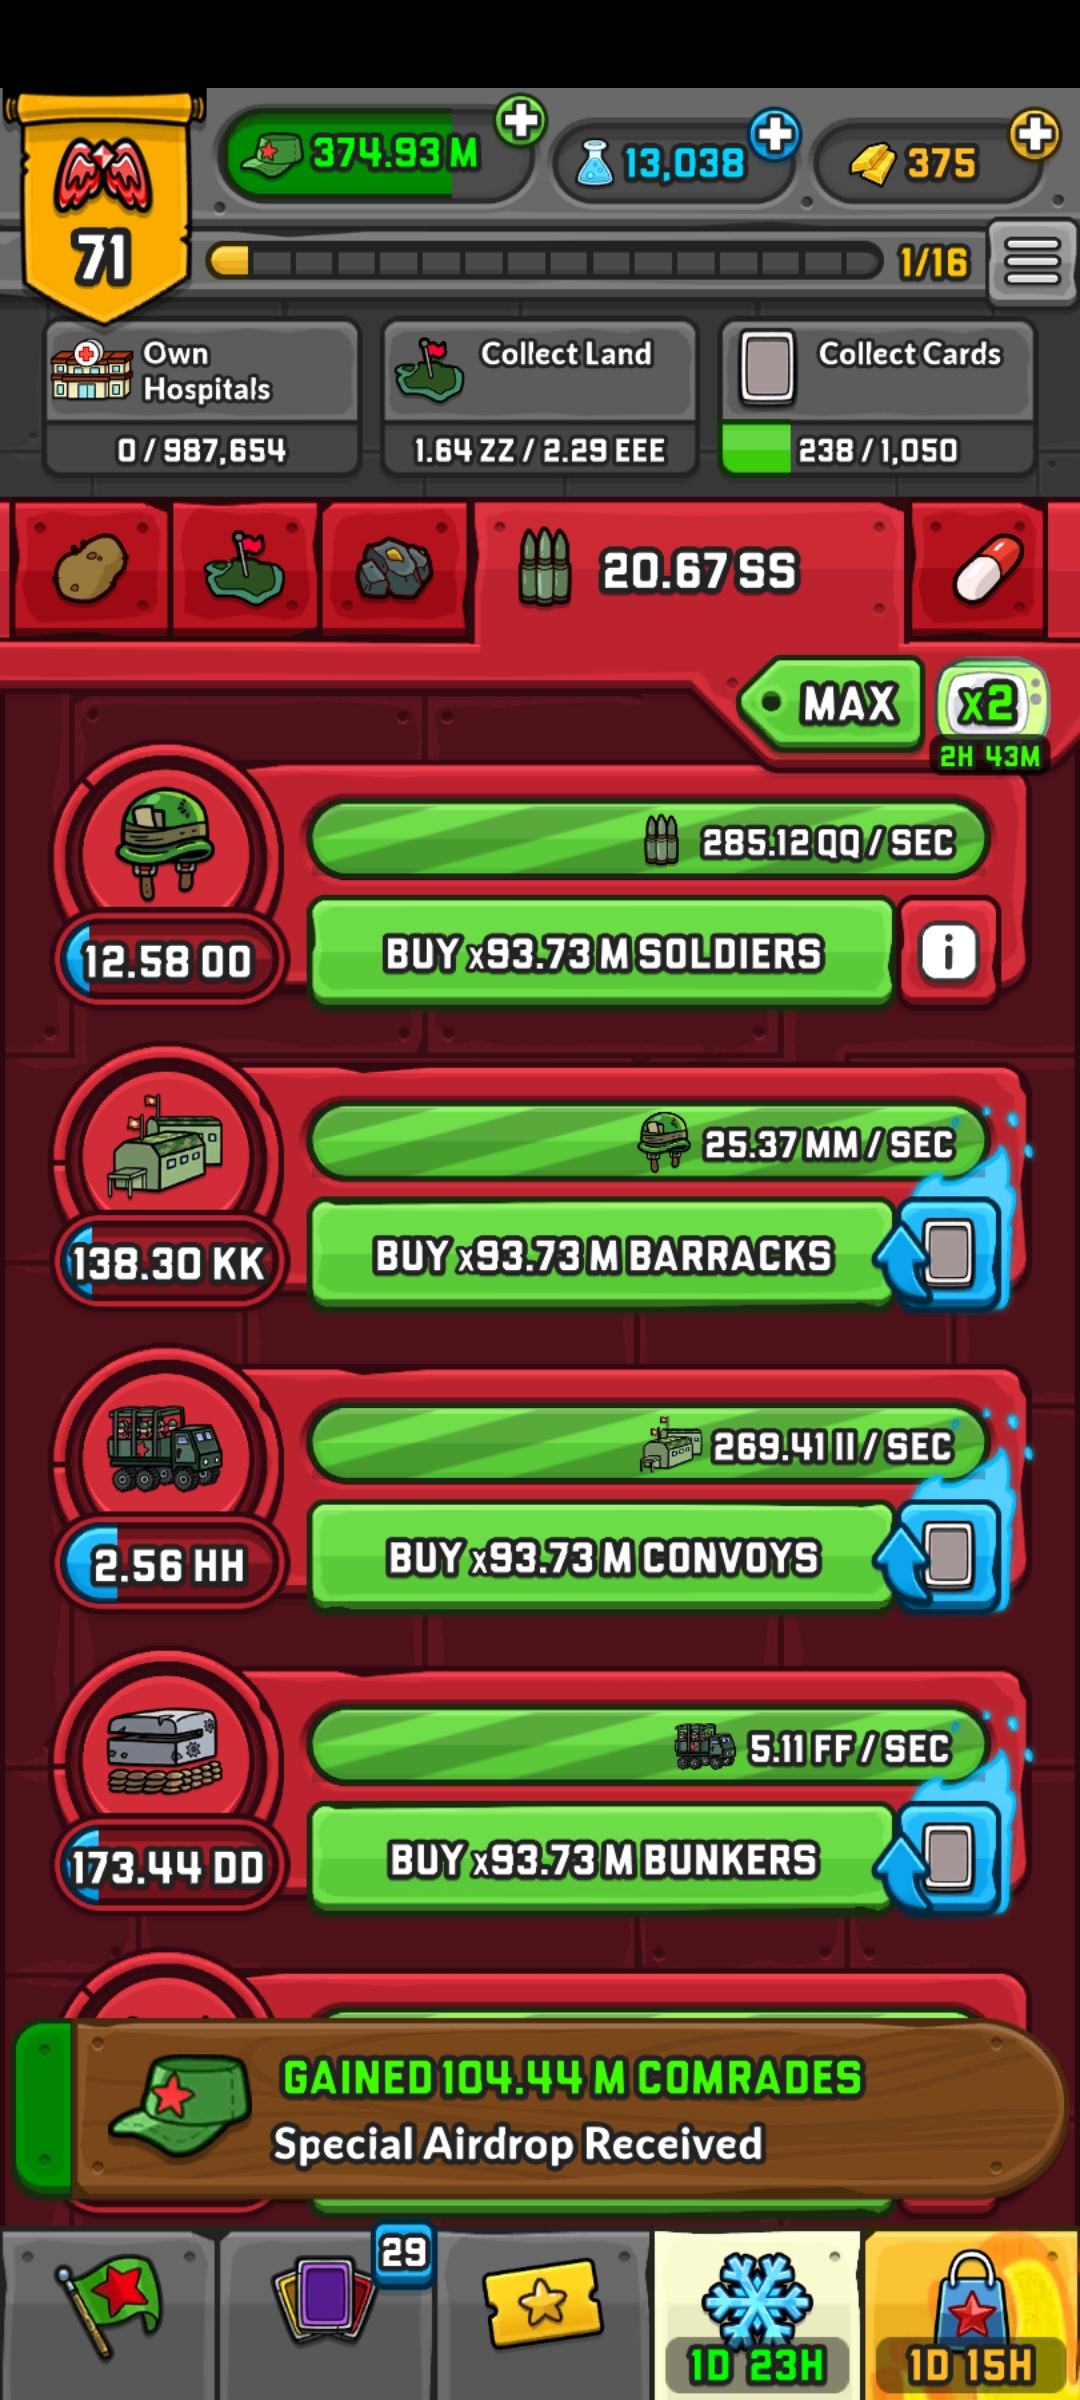 374.93 M
13,038
375
71
1/16
Own
Hospitals
0 / 987,654
Collect Land
1.64 ZZ / 2.29 EEE
Collect Cards
238 / 1,050
20.67 SS
MAX
x2
2H 43M
285.12 QQ / SEC
12.58 OO
BUY x93.73 M SOLDIERS
i
25.37 MM / SEC
138.30 KK
BUY x93.73 M BARRACKS
269.41 II / SEC
2.56 HH
BUY x93.73 M CONVOYS
5.11 FF / SEC
173.44 DD
BUY x93.73 M BUNKERS
GAINED 104.44 M COMRADES
Special Airdrop Received
29
1D 23H
1D 15H